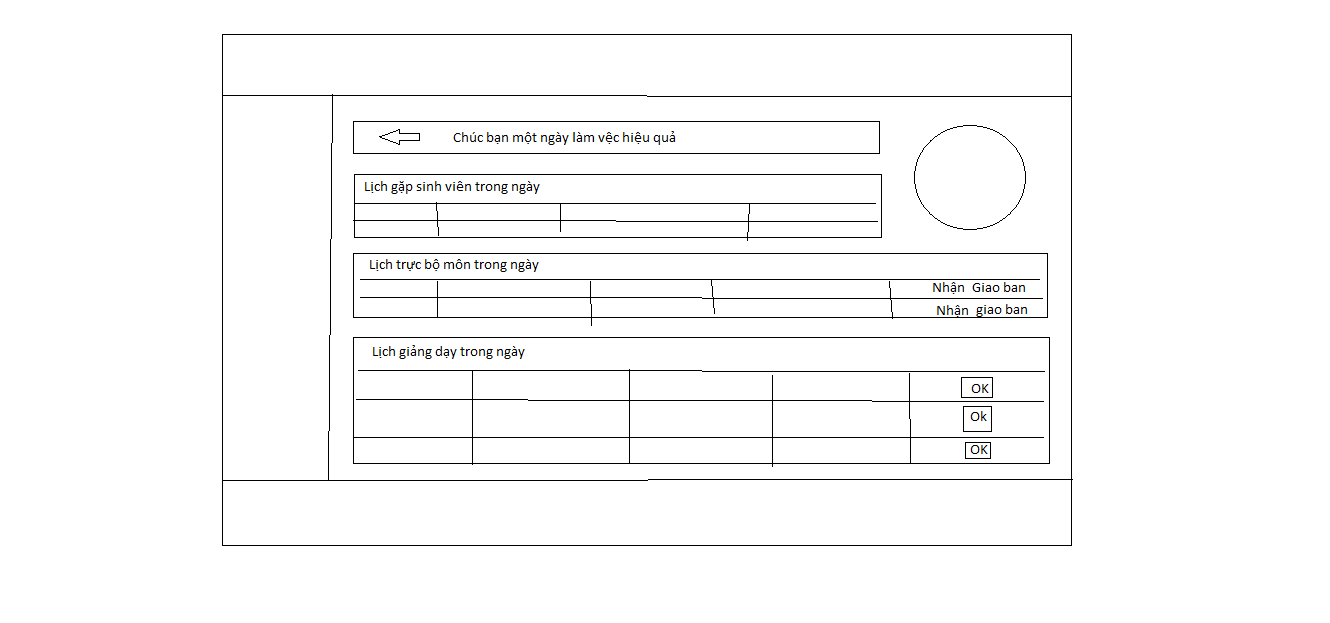 Chúc bạn một ngày làm vệc hiệu quả
Lịch gặp sinh viên trong ngày
Lịch trực bộ môn trong ngày
Nhận Giao ban
Nhận giao ban
Lịch giảng dạy trong ngày
OK
Ok
OK